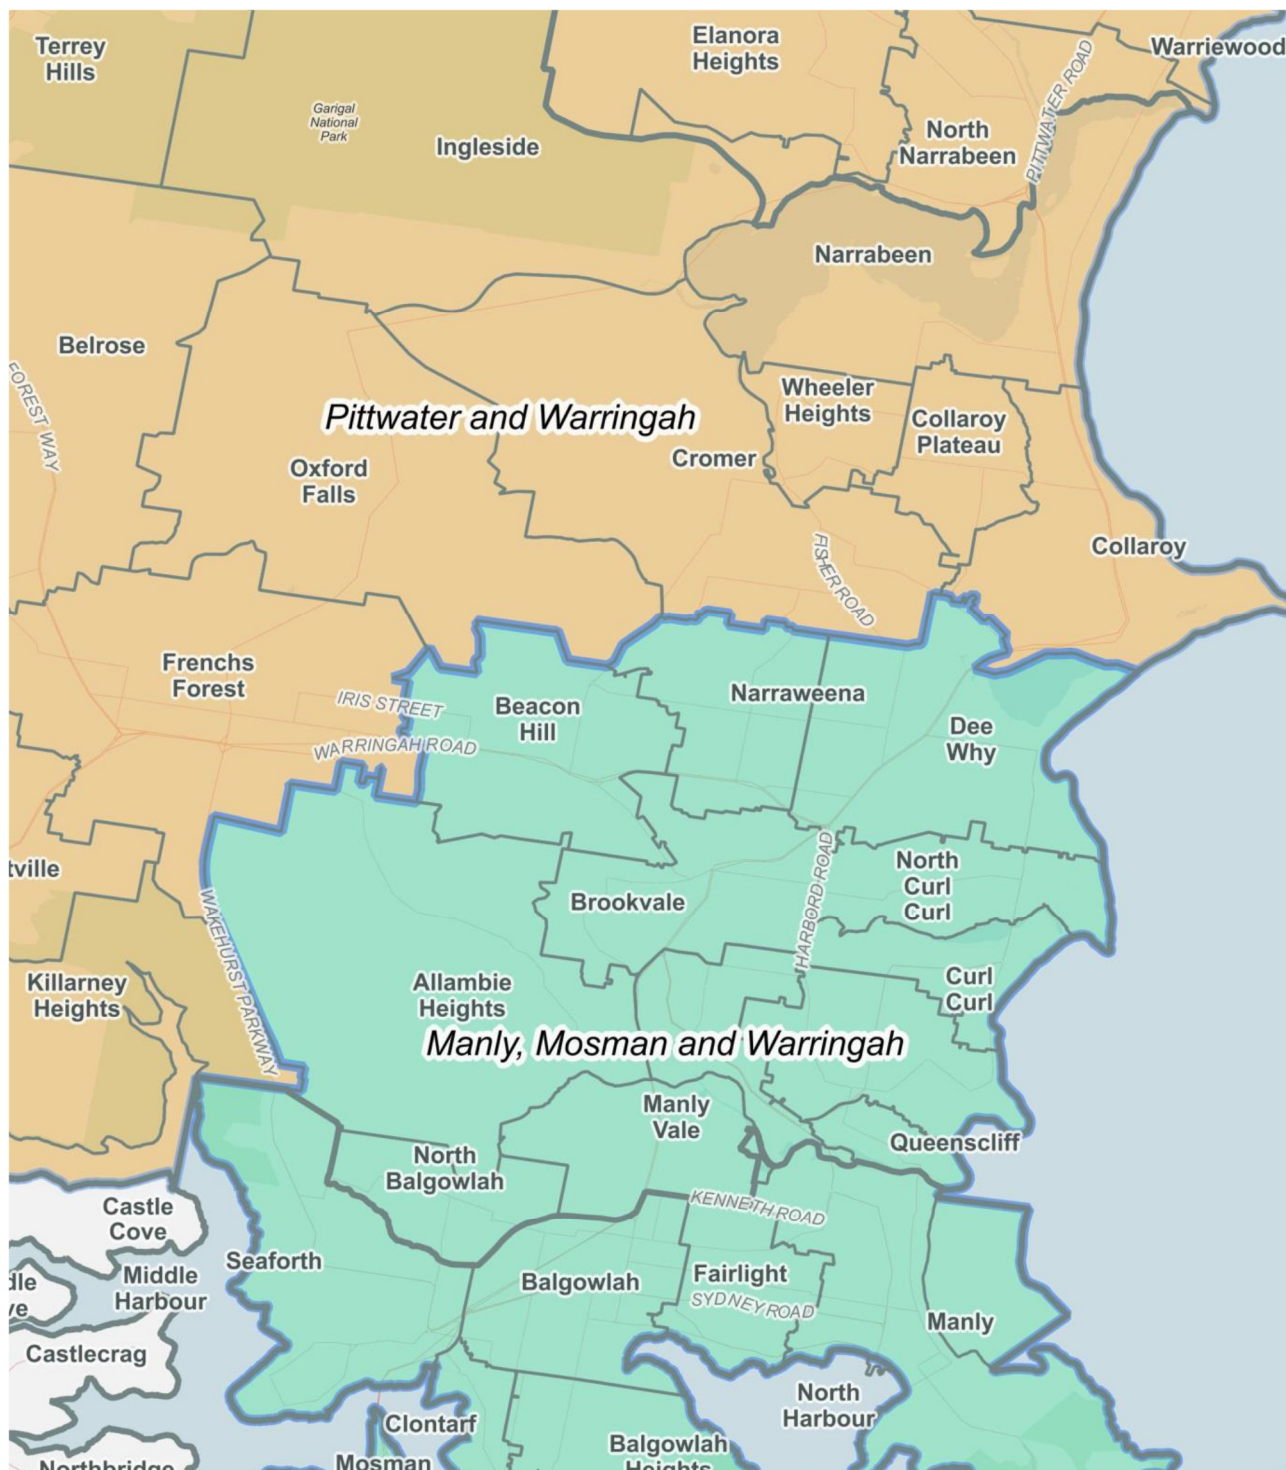 Terrey
Hills
Elanora
Heights
Warriewood
PITTWATER ROAD
Garigal
National
Park
Ingleside
North
Narrabeen
Narrabeen
Belrose
FOREST WAY
Pittwater and Warringah
Wheeler
Heights
Collaroy
Plateau
Oxford
Falls
Cromer
FISHER ROAD
Collaroy
Frenchs
Forest
IRIS STREET
WARRINGAH ROAD
Beacon
Hill
Narraweena
Dee
Why
tville
WAKEHURST PARKWAY
Brookvale
HARBORD ROAD
North
Curl
Curl
Killarney
Heights
Allambie
Heights
Curl
Curl
Manly, Mosman and Warringah
Manly
Vale
Queenscliff
North
Balgowlah
KENNETH ROAD
Castle
Cove
Seaforth
Middle
Harbour
dle
ve
Balgowlah
Fairlight
SYDNEY ROAD
Manly
Castlecrag
North
Harbour
Clontarf
Balgowlah
Heights
Mosman
Northbridge